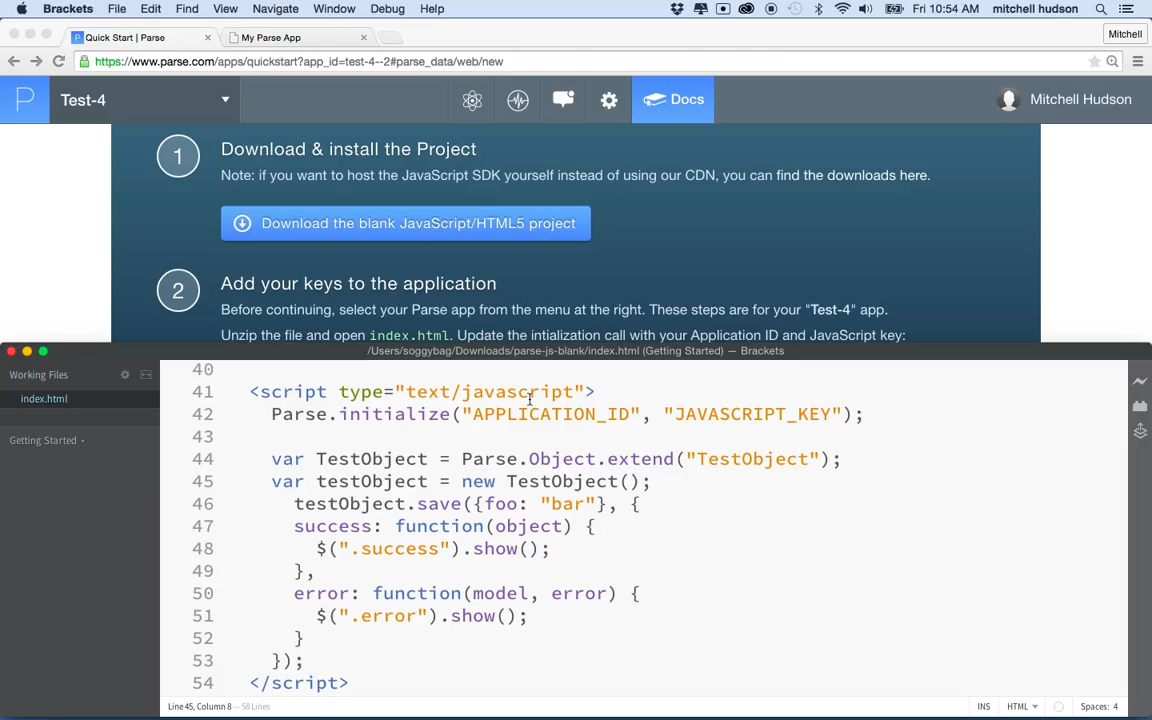 Brackets File Edit View Navigate Window Debug Help Fri 10:54 AM mitchell hudson
Quick Start | Parse
My Parse App
Mitchell
https://www.parse.com/apps/quickstart?app_id=test-4--2#parse_data/web/new
Test-4
Docs
Mitchell Hudson
1 Download & install the Project
Note: if you want to host the JavaScript SDK yourself instead of using our CDN, you can find the downloads here.
Download the blank JavaScript/HTML5 project
2 Add your keys to the application
Before continuing, select your Parse app from the menu at the right. These steps are for your "Test-4" app.
Unzip the file and open index.html. Update the intialization call with your Application ID and JavaScript key:
/Users/soggybag/Downloads/parse-js-blank/index.html (Getting Started) — Brackets
Working Files
index.html
Getting Started
40
41 <script type="text/javascript">
42 Parse.initialize("APPLICATION_ID", "JAVASCRIPT_KEY");
43
44 var TestObject = Parse.Object.extend("TestObject");
45 var testObject = new TestObject();
46 testObject.save({foo: "bar"}, {
47 success: function(object) {
48 $(".success").show();
49 },
50 error: function(model, error) {
51 $(".error").show();
52 }
53 });
54 </script>
Line 45, Column 8 — 58 Lines
INS HTML Spaces: 4